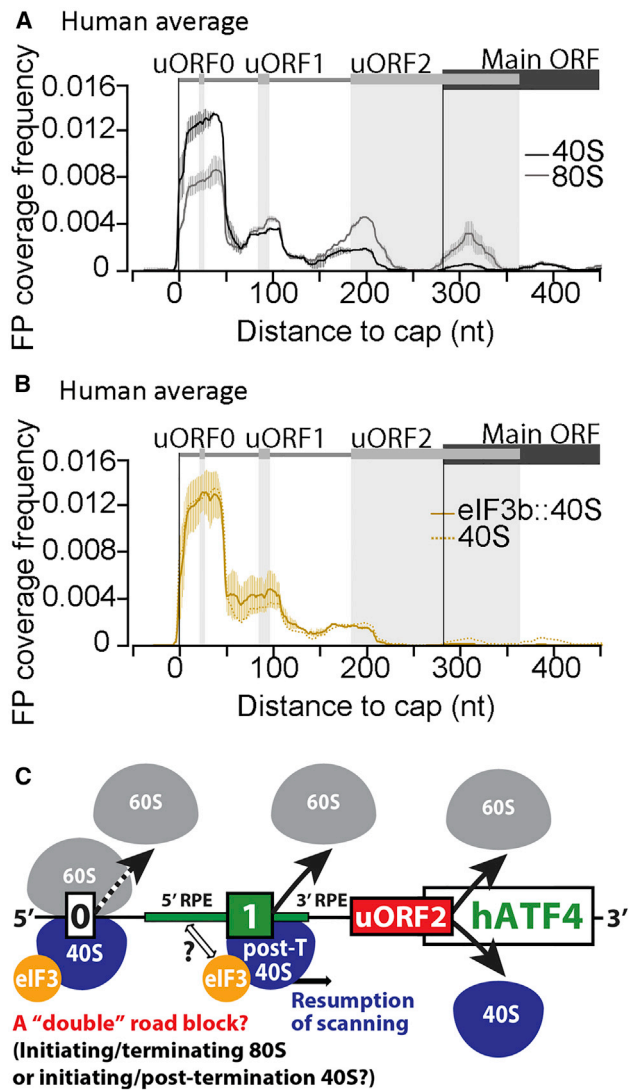 A Human average
uORF0 uORF1 uORF2 Main ORF
FP coverage frequency
0.016
0.012
0.008
0.004
0
40S
80S
0 100 200 300 400
Distance to cap (nt)
B Human average
uORF0 uORF1 uORF2 Main ORF
FP coverage frequency
0.016
0.012
0.008
0.004
0
eIF3b::40S
40S
0 100 200 300 400
Distance to cap (nt)
C
60S 60S 60S
60S
5' RPE 3' RPE
5' 0 1 uORF2 hATF4 3'
40S ? post-T
eIF3 eIF3 40S
Resumption
of scanning
40S
A "double" road block?
(Initiating/terminating 80S
or initiating/post-termination 40S?)